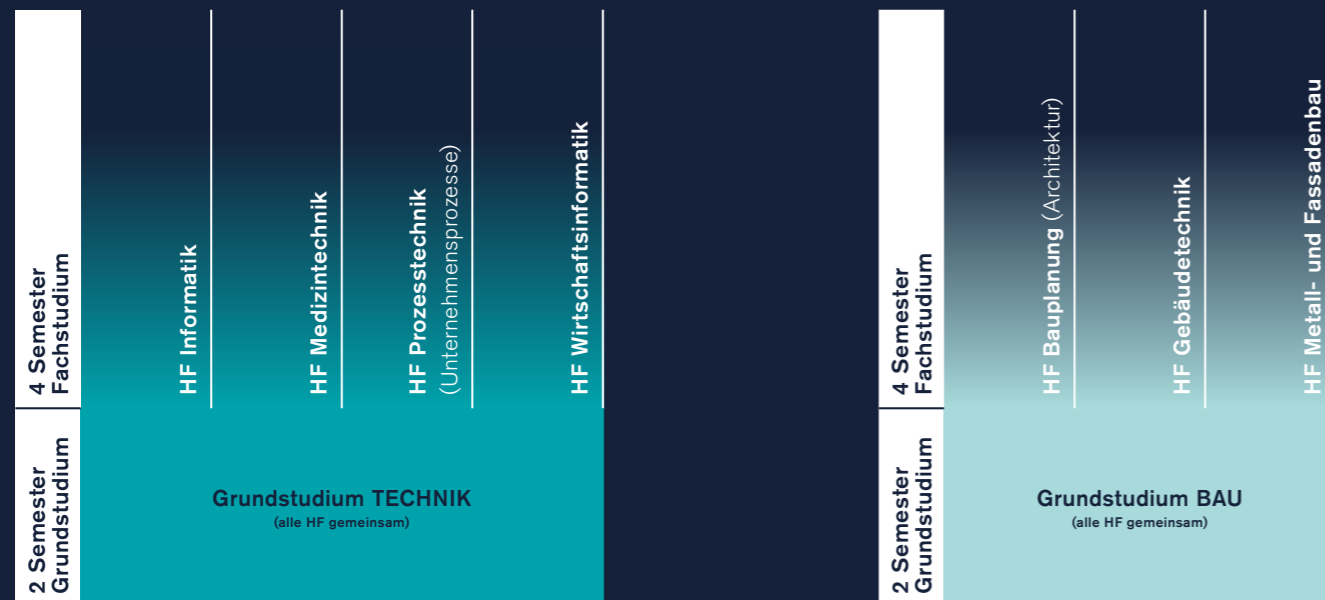 4 Semester
Fachstudium
HF Informatik
HF Medizintechnik
HF Prozesstechnik
(Unternehmensprozesse)
HF Wirtschaftsinformatik
2 Semester
Grundstudium
Grundstudium TECHNIK
(alle HF gemeinsam)
4 Semester
Fachstudium
HF Bauplanung (Architektur)
HF Gebäudetechnik
HF Metall- und Fassadenbau
2 Semester
Grundstudium
Grundstudium BAU
(alle HF gemeinsam)